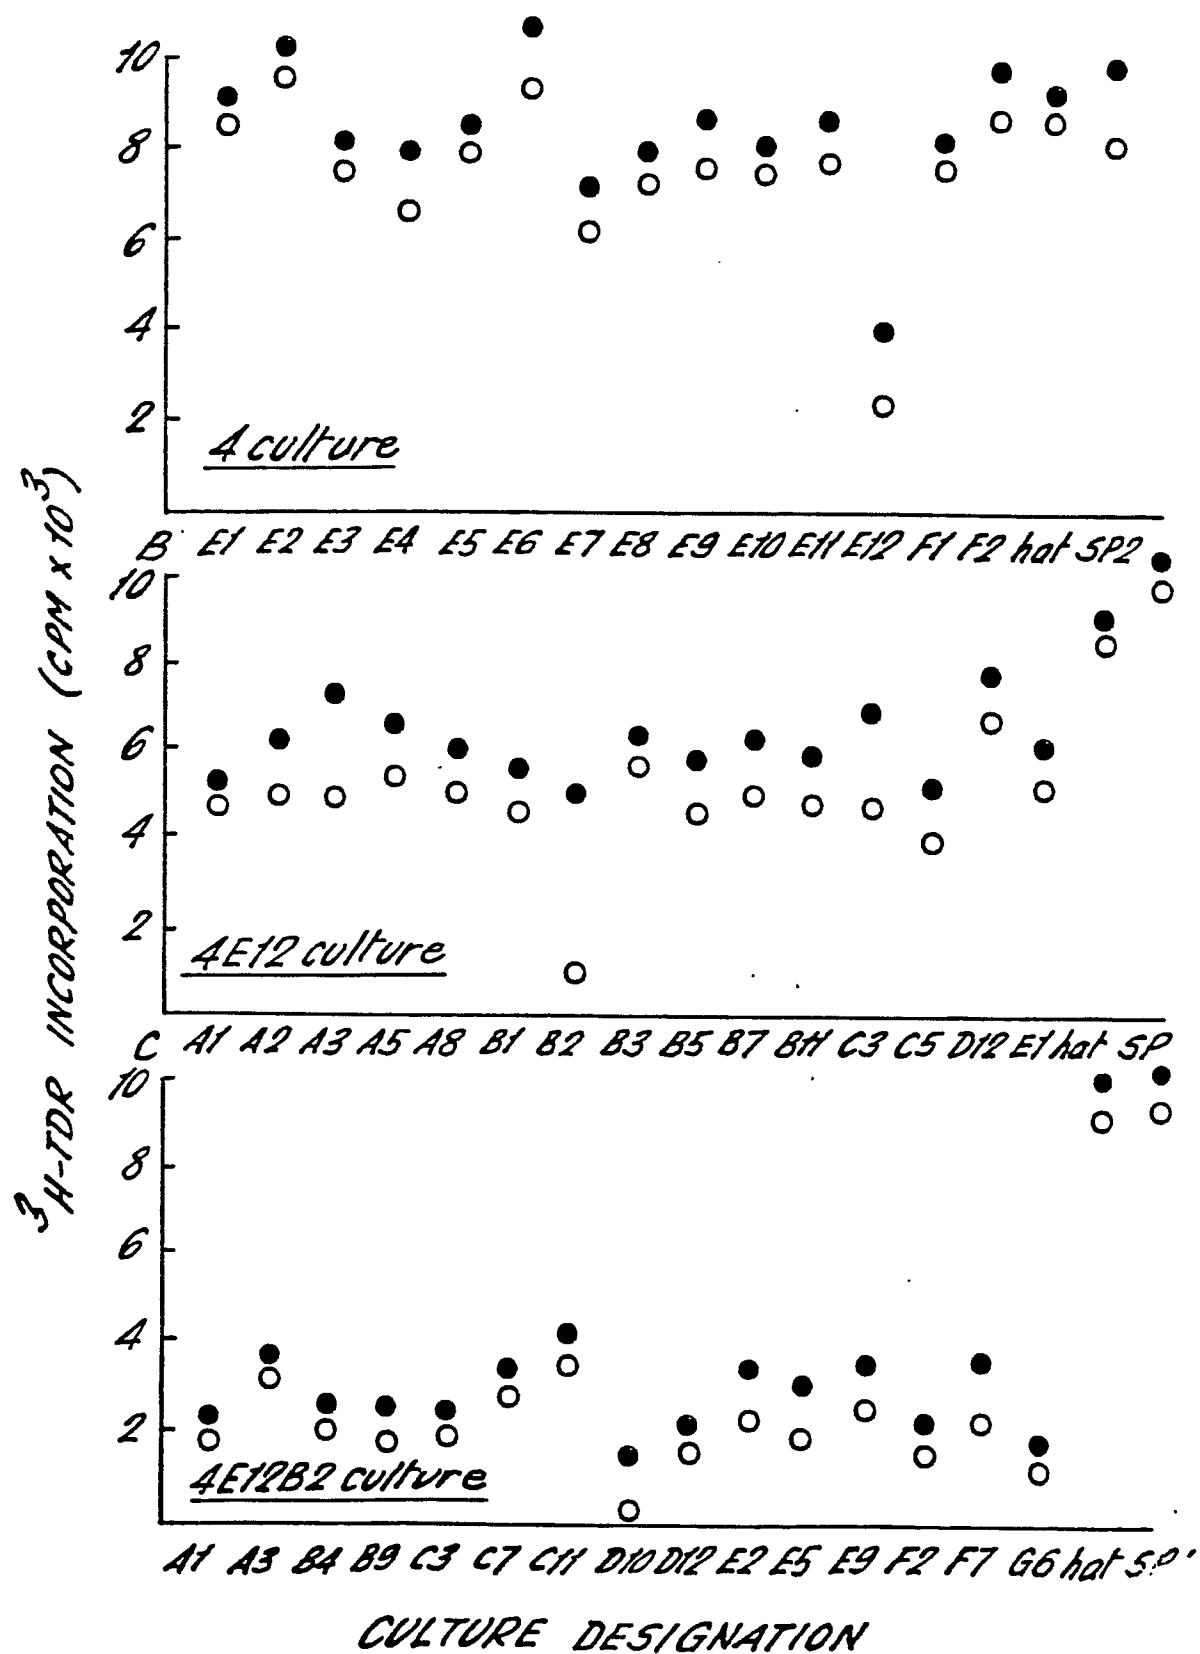 ³H-TDR INCORPORATION (CPM x 10³)
10
8
6
4
2
4 culture
B E1 E2 E3 E4 E5 E6 E7 E8 E9 E10 E11 E12 F1 F2 hat SP2
10
8
6
4
2
4E12 culture
C A1 A2 A3 A5 A8 B1 B2 B3 B5 B7 B11 C3 C5 D12 E1 hat SP
10
8
6
4
2
4E12B2 culture
A1 A3 B4 B9 C3 C7 C11 D10 D12 E2 E5 E9 F2 F7 G6 hat SP
CULTURE DESIGNATION